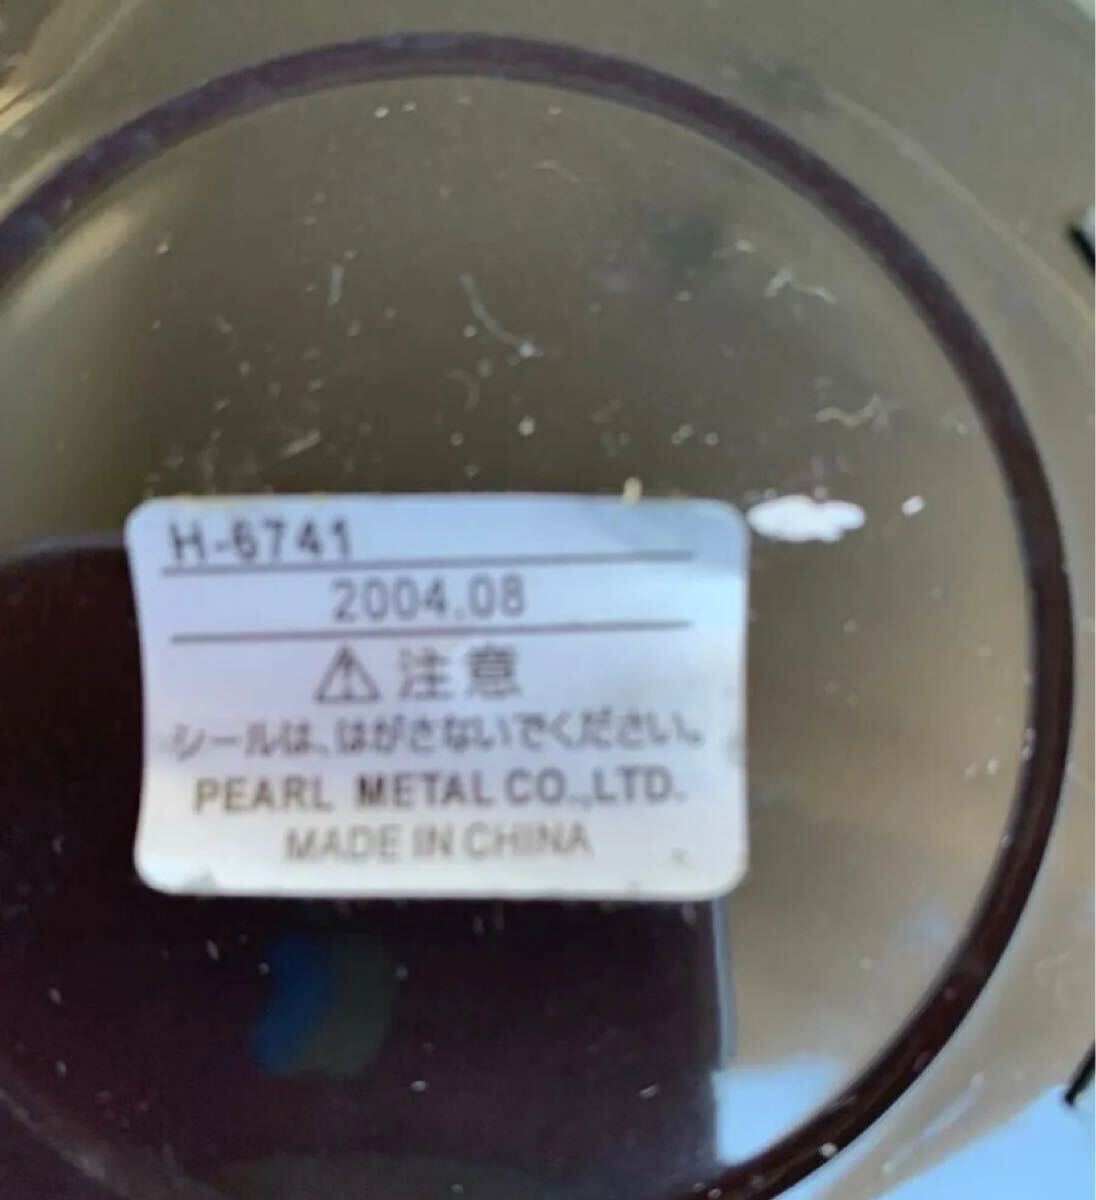 H-6741
2004.08
⚠注意
シールは、はがさないでください。
PEARL METAL CO.,LTD.
MADE IN CHINA